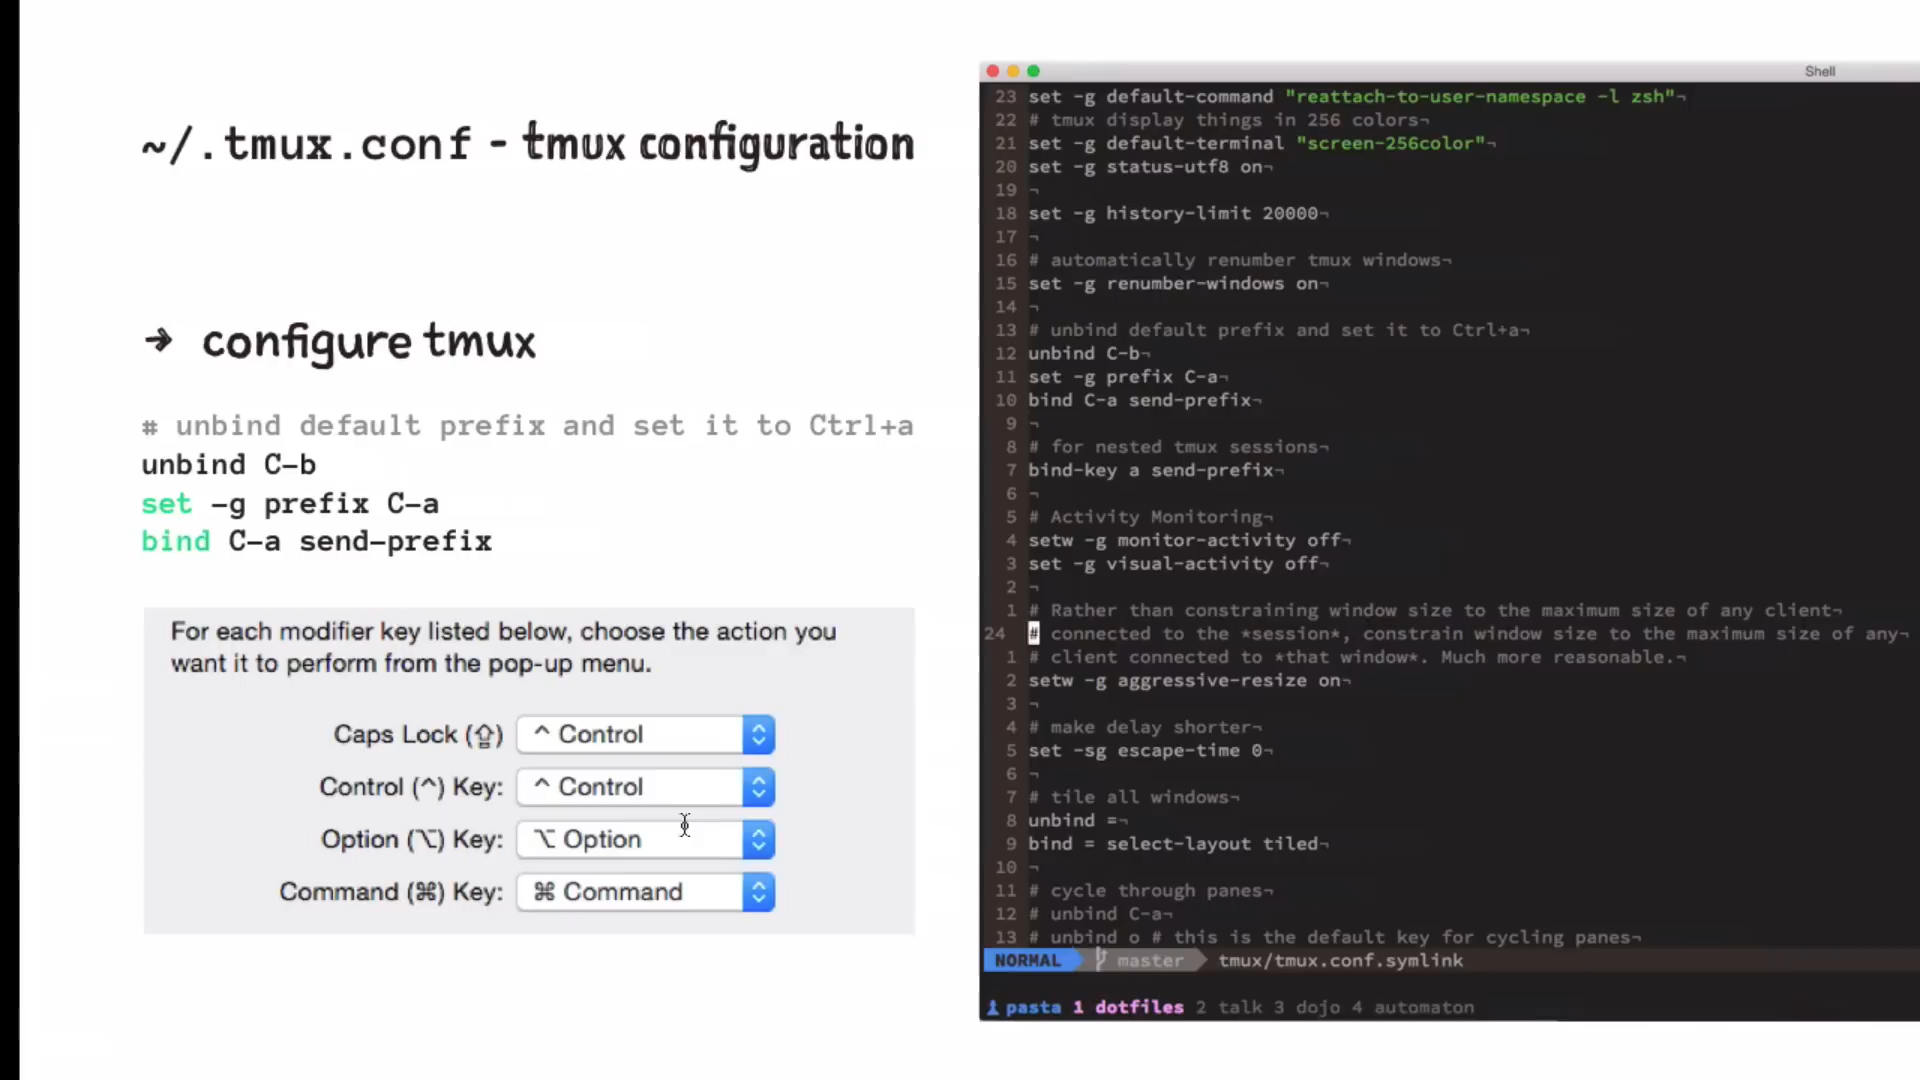 ~/.tmux.conf - tmux configuration
→ configure tmux
# unbind default prefix and set it to Ctrl+a
unbind C-b
set -g prefix C-a
bind C-a send-prefix
For each modifier key listed below, choose the action you
want it to perform from the pop-up menu.
Caps Lock (⇪) ^ Control
Control (^) Key: ^ Control
Option (⌥) Key: ⌥ Option
Command (⌘) Key: ⌘ Command
Shell
23 set -g default-command "reattach-to-user-namespace -l zsh"¬
22 # tmux display things in 256 colors¬
21 set -g default-terminal "screen-256color"¬
20 set -g status-utf8 on¬
19 ¬
18 set -g history-limit 20000¬
17 ¬
16 # automatically renumber tmux windows¬
15 set -g renumber-windows on¬
14 ¬
13 # unbind default prefix and set it to Ctrl+a¬
12 unbind C-b¬
11 set -g prefix C-a¬
10 bind C-a send-prefix¬
9 ¬
8 # for nested tmux sessions¬
7 bind-key a send-prefix¬
6 ¬
5 # Activity Monitoring¬
4 setw -g monitor-activity off¬
3 set -g visual-activity off¬
2 ¬
1 # Rather than constraining window size to the maximum size of any client¬
24 # connected to the *session*, constrain window size to the maximum size of any¬
1 # client connected to *that window*. Much more reasonable.¬
2 setw -g aggressive-resize on¬
3 ¬
4 # make delay shorter¬
5 set -sg escape-time 0¬
6 ¬
7 # tile all windows¬
8 unbind =¬
9 bind = select-layout tiled¬
10 ¬
11 # cycle through panes¬
12 # unbind C-a¬
13 # unbind o # this is the default key for cycling panes¬
NORMAL master tmux/tmux.conf.symlink
pasta 1 dotfiles 2 talk 3 dojo 4 automaton